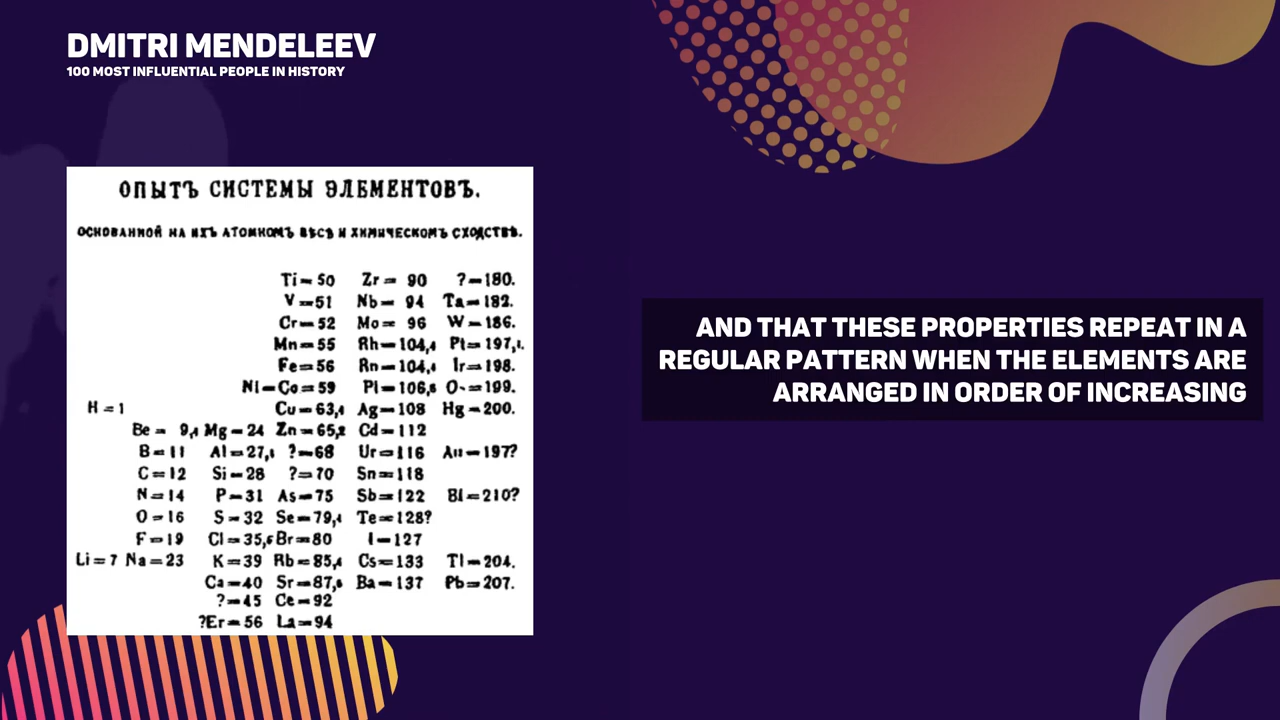 DMITRI MENDELEEV
100 MOST INFLUENTIAL PEOPLE IN HISTORY
ОПЫТЪ СИСТЕМЫ ЭЛЕМЕНТОВЪ.
ОСНОВАННОЙ НА ИХЪ АТОМНОМЪ ВѢСѢ И ХИМИЧЕСКОМЪ СХОДСТВѢ.
Ti=50 Zr= 90 ?=180.
V=51 Nb= 94 Ta=182.
Cr=52 Mo= 96 W=186.
Mn=55 Rh=104,4 Pt=197,1.
Fe=56 Rn=104,4 Ir=198.
Ni=Co=59 Pl=106,6 O-=199.
H=1 Cu=63,4 Ag=108 Hg=200.
Be= 9,4 Mg=24 Zn=65,2 Cd=112
B=11 Al=27,1 ?=68 Ur=116 Au=197?
C=12 Si=28 ?=70 Sn=118
N=14 P=31 As=75 Sb=122 Bi=210?
O=16 S=32 Se=79,4 Te=128?
F=19 Cl=35,5 Br=80 I=127
Li=7 Na=23 K=39 Rb=85,4 Cs=133 Tl=204.
Ca=40 Sr=87,6 Ba=137 Pb=207.
?=45 Ce=92
?Er=56 La=94
AND THAT THESE PROPERTIES REPEAT IN A
REGULAR PATTERN WHEN THE ELEMENTS ARE
ARRANGED IN ORDER OF INCREASING